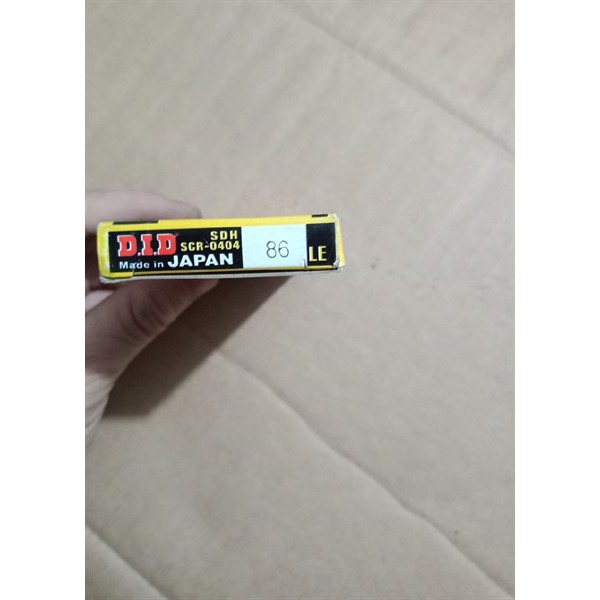 D.I.D SDH
SCR-0404
Made in JAPAN
86
LE